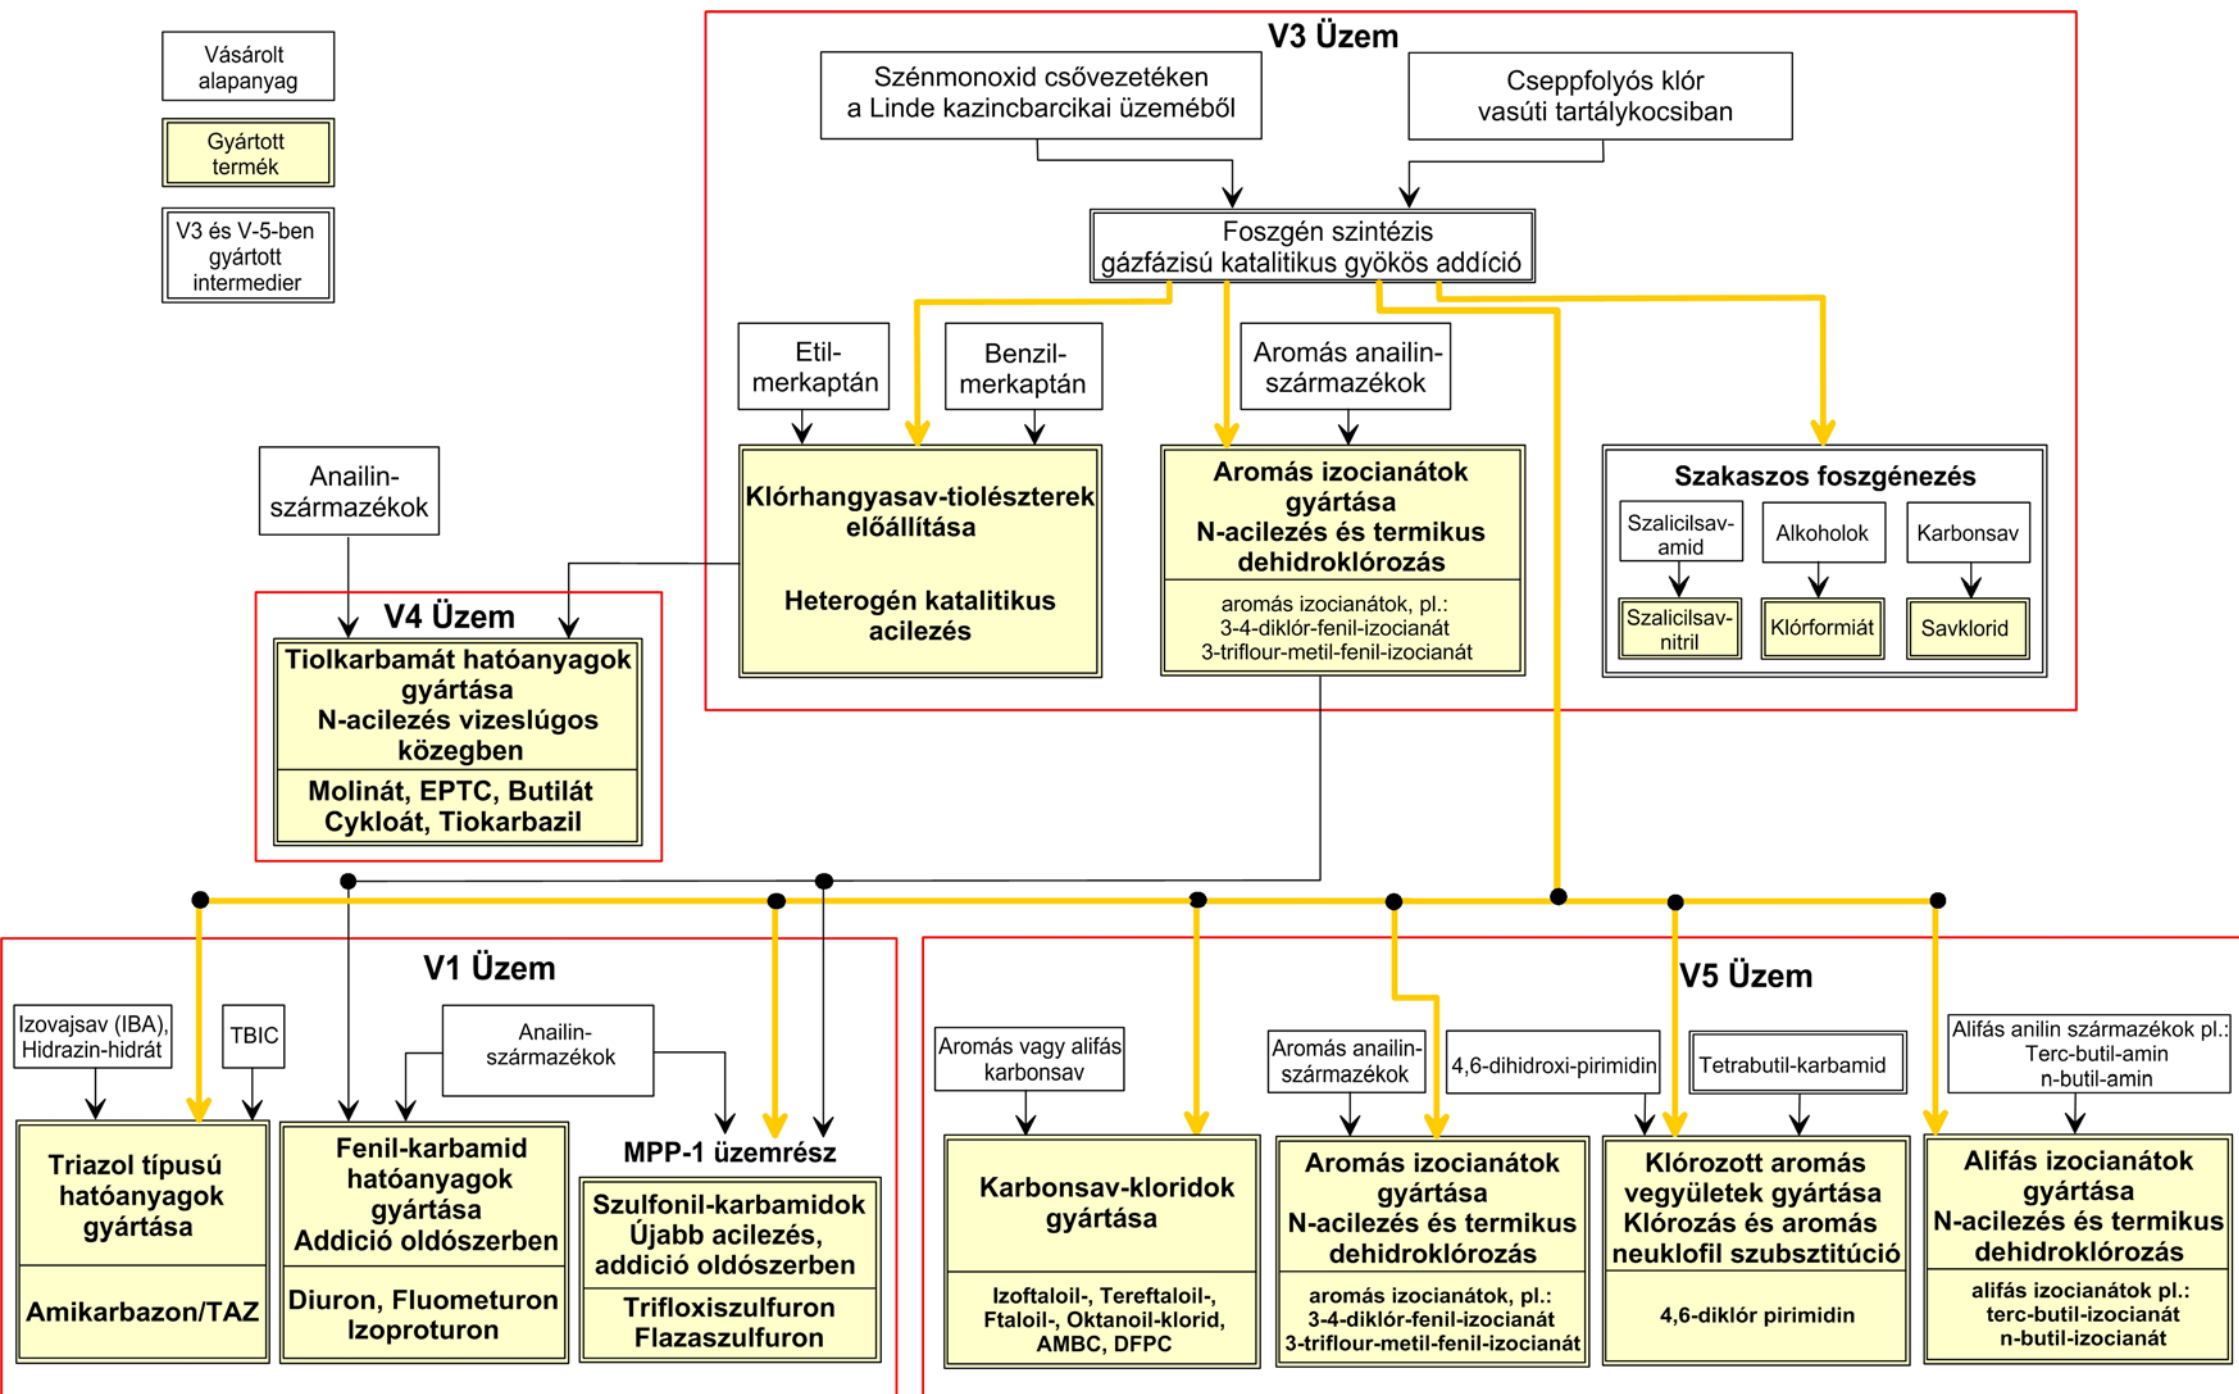 Vásárolt
alapanyag
Gyártott
termék
V3 és V-5-ben
gyártott
intermedier
V3 Üzem
Szénmonoxid csővezetéken
a Linde kazincbarcikai üzeméből
Cseppfolyós klór
vasúti tartálykocsiban
Foszgén szintézis
gázfázisú katalitikus gyökös addíció
Etil-
merkaptán
Benzil-
merkaptán
Aromás anailin-
származékok
Klórhangyasav-tiolészterek
előállítása
Heterogén katalitikus
acilezés
Aromás izocianátok
gyártása
N-acilezés és termikus
dehidroklórozás
aromás izocianátok, pl.:
3-4-diklór-fenil-izocianát
3-triflour-metil-fenil-izocianát
Szakaszos foszgénezés
Szalicilsav-
amid
Alkoholok
Karbonsav
Szalicilsav-
nitril
Klórformiát
Savklorid
Anailin-
származékok
V4 Üzem
Tiolkarbamát hatóanyagok
gyártása
N-acilezés vizeslúgos
közegben
Molinát, EPTC, Butilát
Cykloát, Tiokarbazil
V1 Üzem
Izovajsav (IBA),
Hidrazin-hidrát
TBIC
Anailin-
származékok
Triazol típusú
hatóanyagok
gyártása
Amikarbazon/TAZ
Fenil-karbamid
hatóanyagok
gyártása
Addició oldószerben
Diuron, Fluometuron
Izoproturon
MPP-1 üzemrész
Szulfonil-karbamidok
Újabb acilezés,
addició oldószerben
Trifloxiszulfuron
Flazaszulfuron
V5 Üzem
Aromás vagy alifás
karbonsav
Aromás anailin-
származékok
4,6-dihidroxi-pirimidin
Tetrabutil-karbamid
Alifás anilin származékok pl.:
Terc-butil-amin
n-butil-amin
Karbonsav-kloridok
gyártása
Izoftaloil-, Tereftaloil-,
Ftaloil-, Oktanoil-klorid,
AMBC, DFPC
Aromás izocianátok
gyártása
N-acilezés és termikus
dehidroklórozás
aromás izocianátok, pl.:
3-4-diklór-fenil-izocianát
3-triflour-metil-fenil-izocianát
Klórozott aromás
vegyületek gyártása
Klórozás és aromás
neuklofil szubsztitúció
4,6-diklór pirimidin
Alifás izocianátok
gyártása
N-acilezés és termikus
dehidroklórozás
alifás izocianátok pl.:
terc-butil-izocianát
n-butil-izocianát